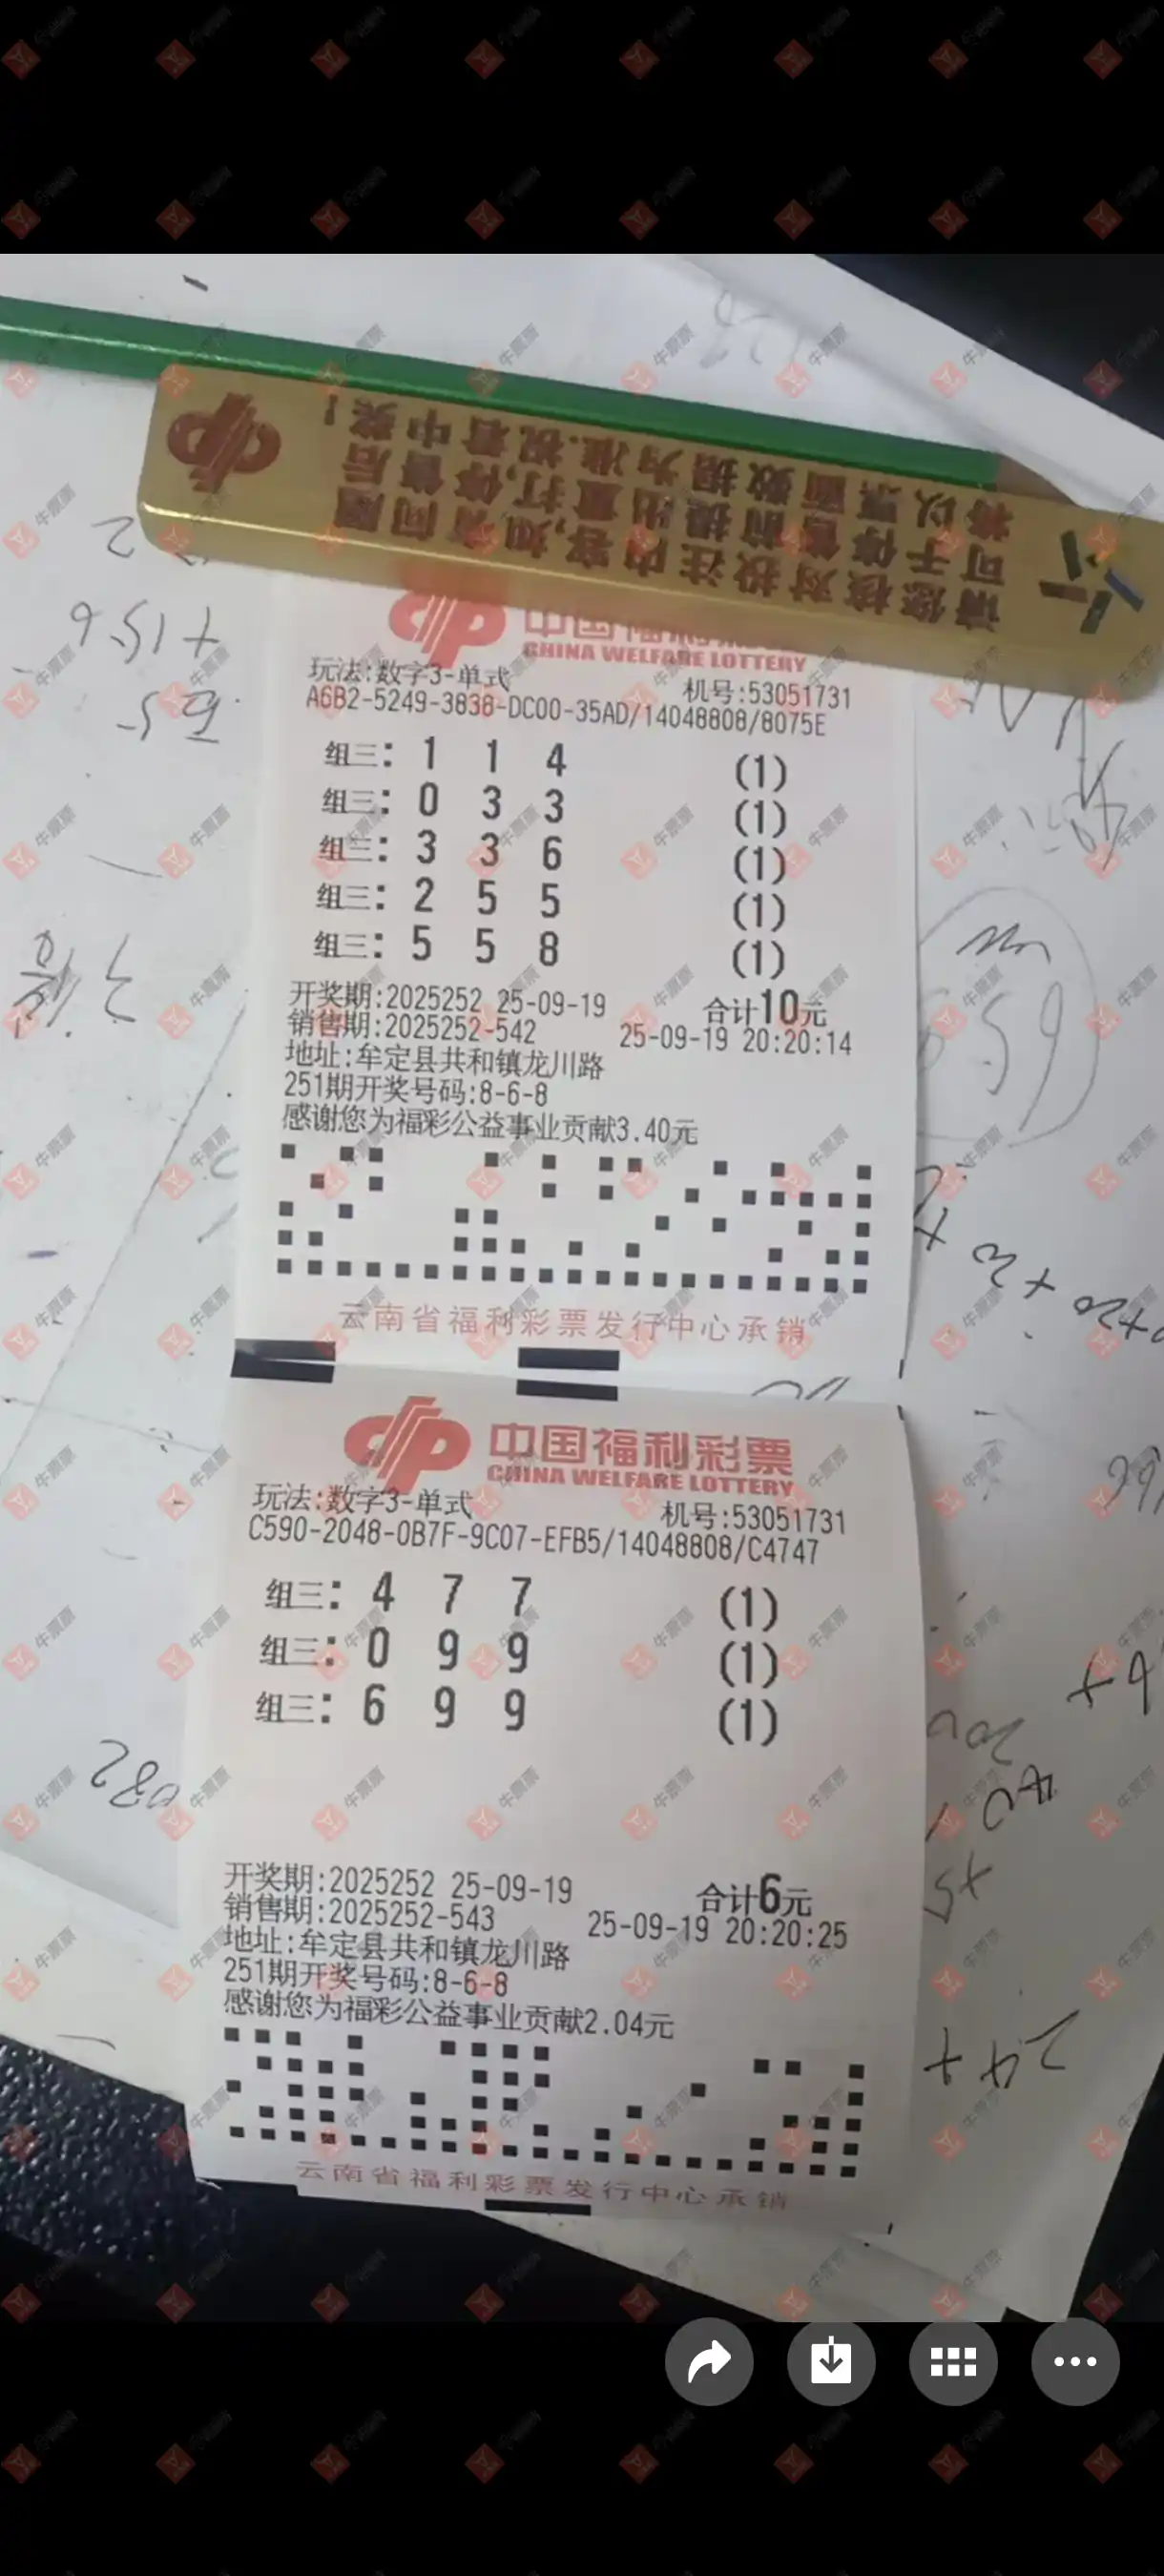 请您核对投注内容,如有问题
可于停售前提出重打,停售后
将以票面数据为准.祝君中奖!
中国福利彩票
CHINA WELFARE LOTTERY
玩法:数字3-单式
机号:53051731
A6B2-5249-3838-DC00-35AD/14048808/8075E
组三: 1 1 4 (1)
组三: 0 3 3 (1)
组三: 3 3 6 (1)
组三: 2 5 5 (1)
组三: 5 5 8 (1)
开奖期:2025252 25-09-19 合计10元
销售期:2025252-542 25-09-19 20:20:14
地址:牟定县共和镇龙川路
251期开奖号码:8-6-8
感谢您为福彩公益事业贡献3.40元
云南省福利彩票发行中心承销
中国福利彩票
CHINA WELFARE LOTTERY
玩法:数字3-单式
机号:53051731
C590-2048-0B7F-9C07-EFB5/14048808/C4747
组三: 4 7 7 (1)
组三: 0 9 9 (1)
组三: 6 9 9 (1)
开奖期:2025252 25-09-19 合计6元
销售期:2025252-543 25-09-19 20:20:25
地址:牟定县共和镇龙川路
251期开奖号码:8-6-8
感谢您为福彩公益事业贡献2.04元
云南省福利彩票发行中心承销
牛票票